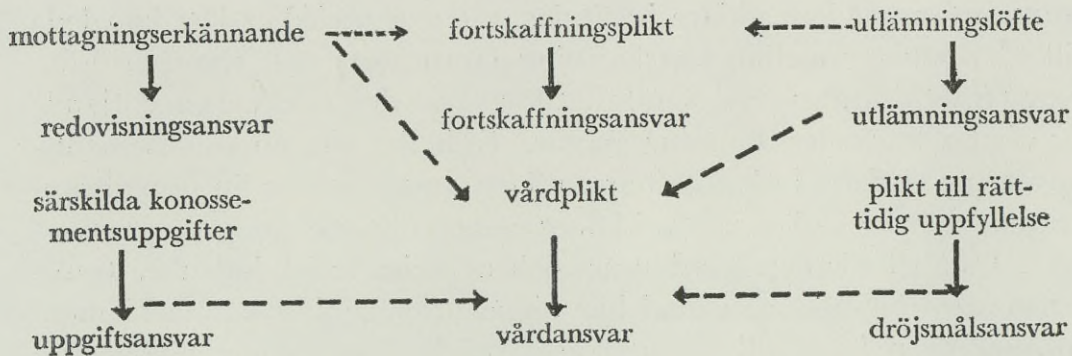 mottagningserkännande fortskaffningsplikt utlämningslöfte
redovisningsansvar fortskaffningsansvar utlämningsansvar
särskilda konosse-
mentsuppgifter
vårdplikt
plikt till rätt-
tidig uppfyllelse
uppgiftsansvar vårdansvar dröjsmålsansvar